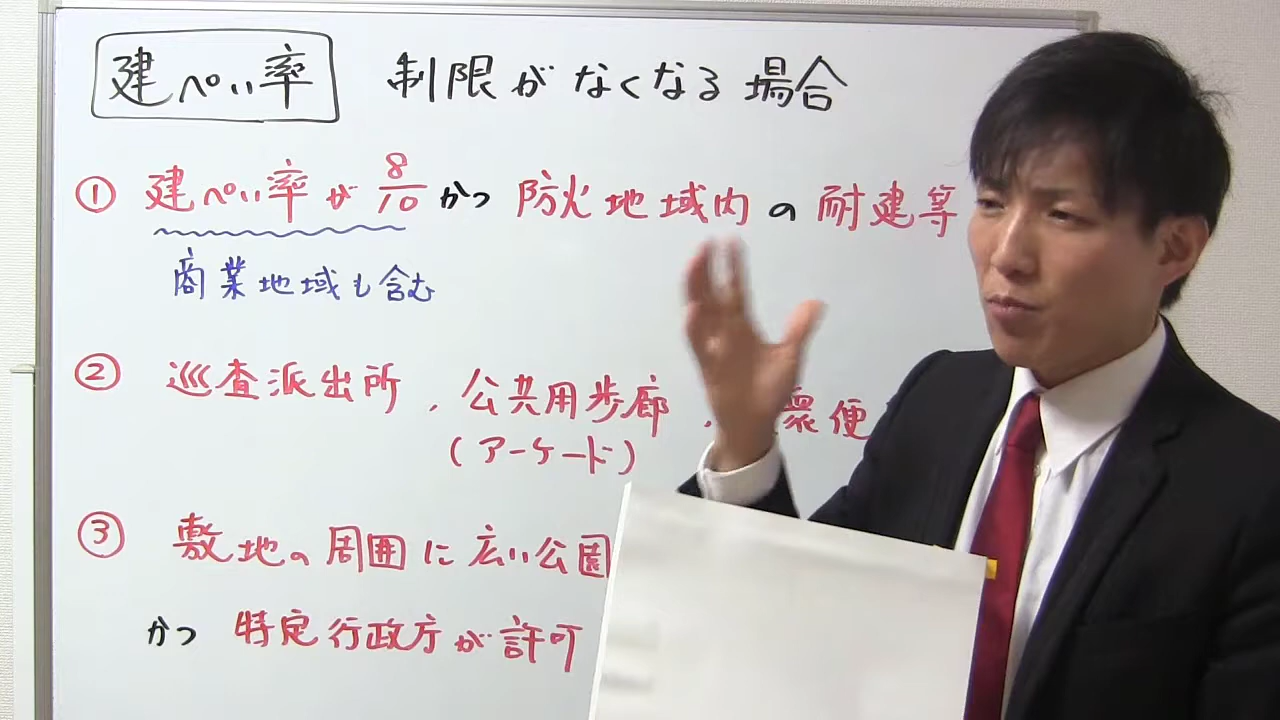 建ぺい率 制限がなくなる場合
① 建ぺい率が 8/10 かつ 防火地域内の耐建等
商業地域も含む
② 巡査派出所、公共用歩廊、衆便
(アーケード)
③ 敷地の周囲に広い公園
かつ 特定行政庁が許可